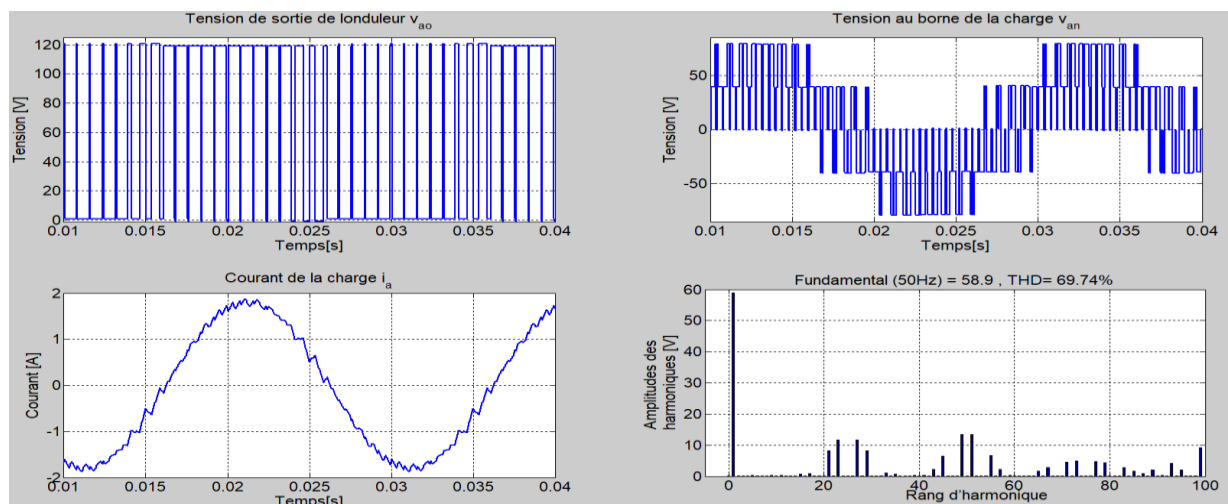 Tension de sortie de londuleur v_ao
Tension [V]
120
100
80
60
40
20
0
0.01 0.015 0.02 0.025 0.03 0.035 0.04
Temps[s]
Tension au borne de la charge v_an
Tension [V]
50
0
-50
0.01 0.015 0.02 0.025 0.03 0.035 0.04
Temps[s]
Courant de la charge i_a
Courant [A]
2
1
0
-1
-2
0.01 0.015 0.02 0.025 0.03 0.035 0.04
Temps[s]
Fundamental (50Hz) = 58.9 , THD= 69.74%
Amplitudes des
harmoniques [V]
60
50
40
30
20
10
0
0 20 40 60 80 100
Rang d'harmonique